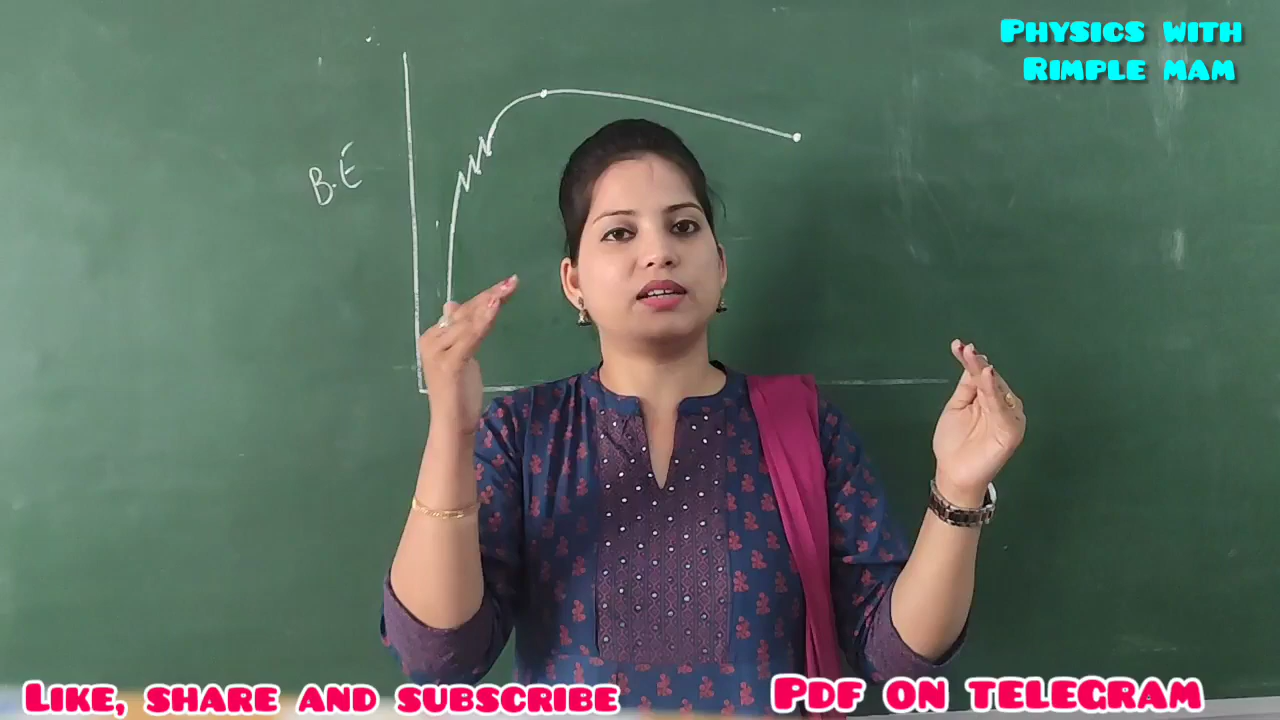 PHYSICS WITH
RIMPLE MAM
B.E
LIKE, SHARE AND SUBSCRIBE
PDF ON TELEGRAM